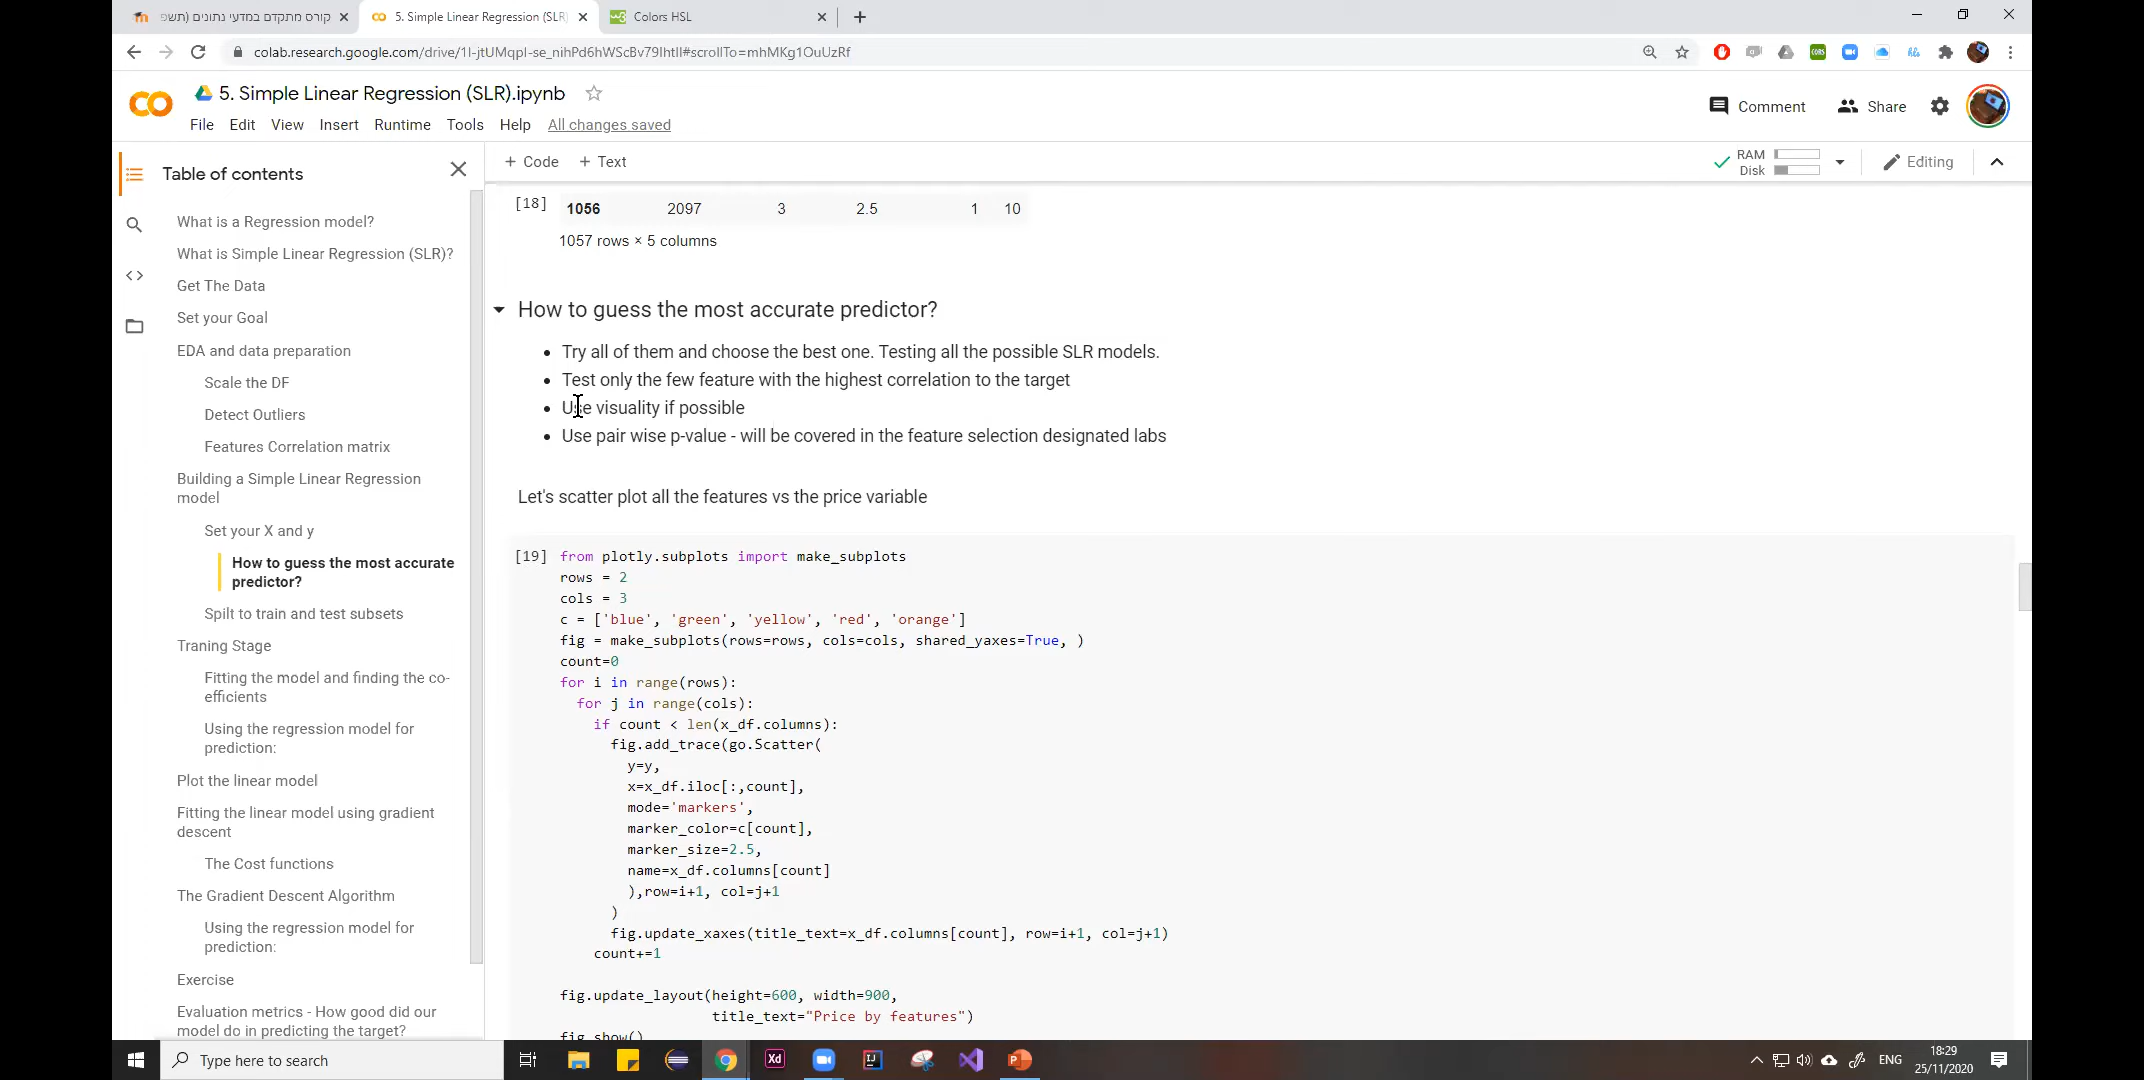 קורס מתקדם במדעי נתונים (תשפ
5. Simple Linear Regression (SLR)
Colors HSL
colab.research.google.com/drive/1l-jtUMqpI-se_nihPd6hWScBv79IhtII#scrollTo=mhMKg1OuUzRf
5. Simple Linear Regression (SLR).ipynb
Comment
Share
File Edit View Insert Runtime Tools Help All changes saved
Table of contents
+ Code + Text
RAM
Disk
Editing
What is a Regression model?
What is Simple Linear Regression (SLR)?
Get The Data
Set your Goal
EDA and data preparation
Scale the DF
Detect Outliers
Features Correlation matrix
Building a Simple Linear Regression
model
Set your X and y
How to guess the most accurate
predictor?
Spilt to train and test subsets
Traning Stage
Fitting the model and finding the co-
efficients
Using the regression model for
prediction:
Plot the linear model
Fitting the linear model using gradient
descent
The Cost functions
The Gradient Descent Algorithm
Using the regression model for
prediction:
Exercise
Evaluation metrics - How good did our
model do in predicting the target?
[18] 1056 2097 3 2.5 1 10
1057 rows × 5 columns
How to guess the most accurate predictor?
• Try all of them and choose the best one. Testing all the possible SLR models.
• Test only the few feature with the highest correlation to the target
• Use visuality if possible
• Use pair wise p-value - will be covered in the feature selection designated labs
Let's scatter plot all the features vs the price variable
[19] from plotly.subplots import make_subplots
rows = 2
cols = 3
c = ['blue', 'green', 'yellow', 'red', 'orange']
fig = make_subplots(rows=rows, cols=cols, shared_yaxes=True, )
count=0
for i in range(rows):
for j in range(cols):
if count < len(x_df.columns):
fig.add_trace(go.Scatter(
y=y,
x=x_df.iloc[:,count],
mode='markers',
marker_color=c[count],
marker_size=2.5,
name=x_df.columns[count]
),row=i+1, col=j+1
)
fig.update_xaxes(title_text=x_df.columns[count], row=i+1, col=j+1)
count+=1
fig.update_layout(height=600, width=900,
title_text="Price by features")
fig.show()
Type here to search
Xd
ENG
18:29
25/11/2020